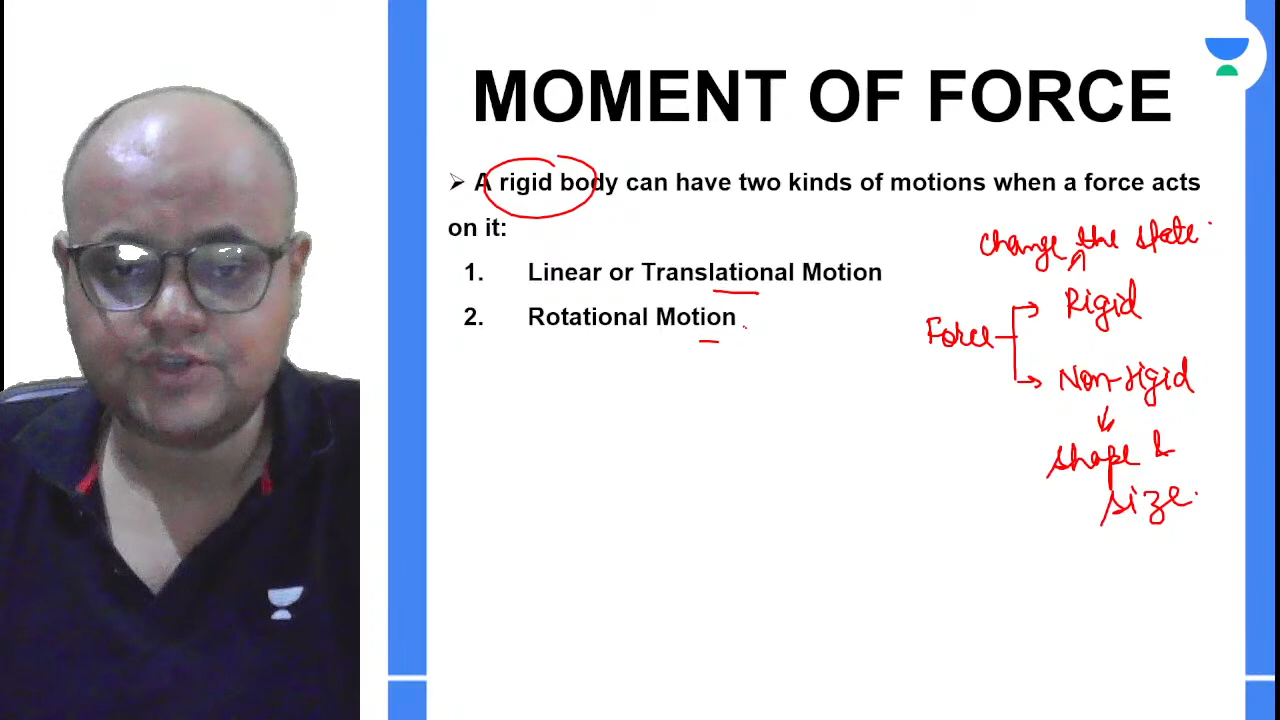 MOMENT OF FORCE
➢ A rigid body can have two kinds of motions when a force acts
on it:
1. Linear or Translational Motion
2. Rotational Motion
change the state.
Rigid
Force
Non-rigid
shape &
size.